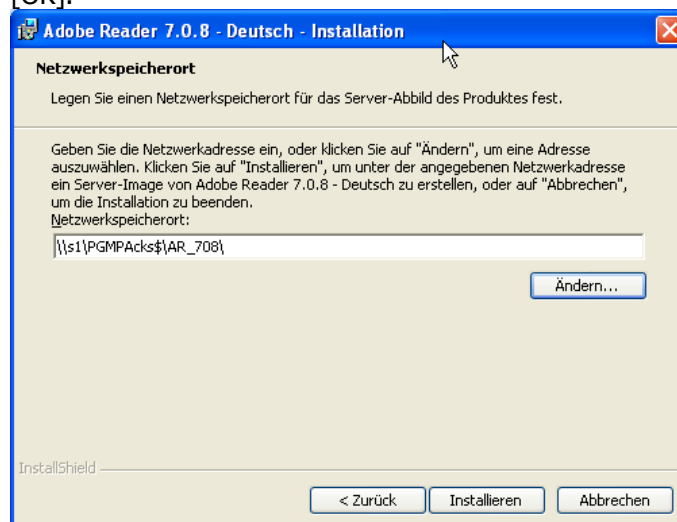 [OK].
Adobe Reader 7.0.8 - Deutsch - Installation
Netzwerkspeicherort
Legen Sie einen Netzwerkspeicherort für das Server-Abbild des Produktes fest.
Geben Sie die Netzwerkadresse ein, oder klicken Sie auf "Ändern", um eine Adresse
auszuwählen. Klicken Sie auf "Installieren", um unter der angegebenen Netzwerkadresse
ein Server-Image von Adobe Reader 7.0.8 - Deutsch zu erstellen, oder auf "Abbrechen",
um die Installation zu beenden.
Netzwerkspeicherort:
\\s1\PGMPAcks$\AR_708\
Ändern...
InstallShield
< Zurück
Installieren
Abbrechen